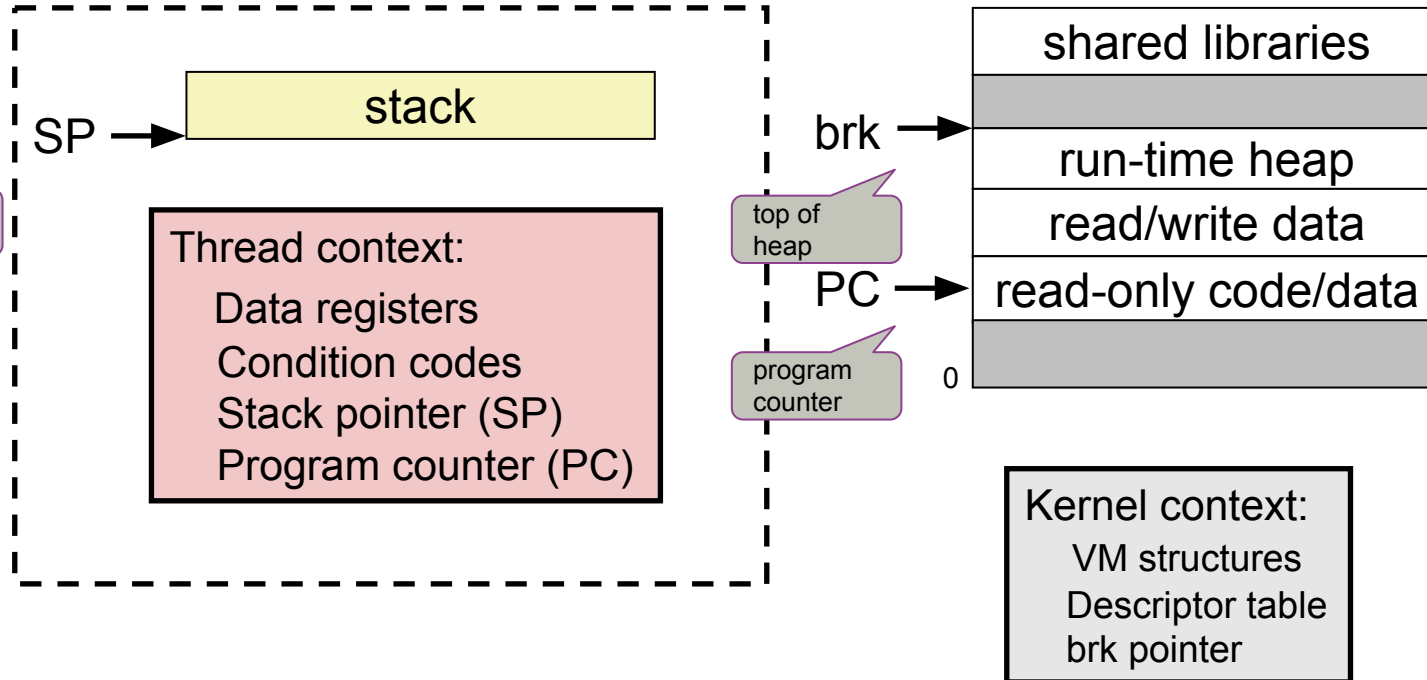 stack
SP
Thread context:
Data registers
Condition codes
Stack pointer (SP)
Program counter (PC)
shared libraries
brk
run-time heap
top of
heap
read/write data
PC
read-only code/data
program
counter
0
Kernel context:
VM structures
Descriptor table
brk pointer